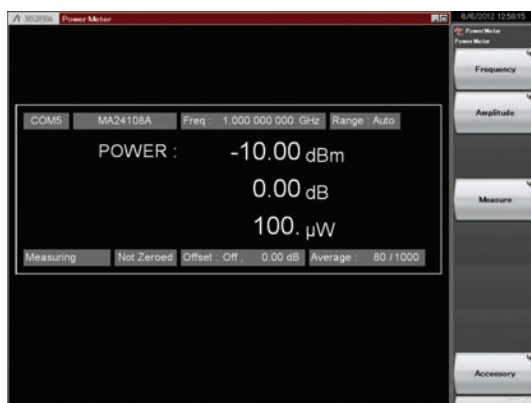 MS2850A Power Meter
6/6/2012 12:58:15
Power Meter
Power Meter
Frequency
Amplitude
COM5 MA24108A Freq : 1.000 000 000 GHz Range : Auto
POWER : -10.00 dBm
0.00 dB
100. µW
Measure
Measuring Not Zeroed Offset : Off , 0.00 dB Average : 80 / 1000
Accessory